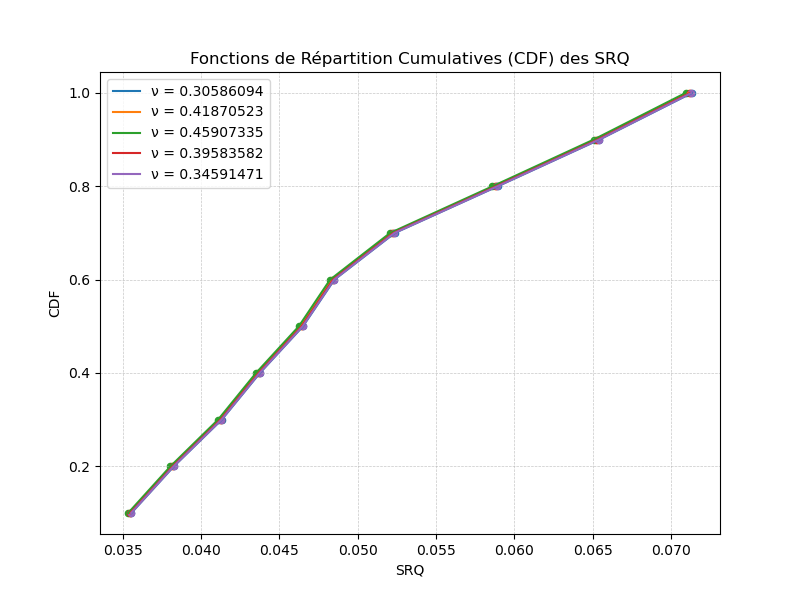 Fonctions de Répartition Cumulatives (CDF) des SRQ
ν = 0.30586094
ν = 0.41870523
ν = 0.45907335
ν = 0.39583582
ν = 0.34591471
1.0
0.8
0.6
0.4
0.2
CDF
0.035 0.040 0.045 0.050 0.055 0.060 0.065 0.070
SRQ